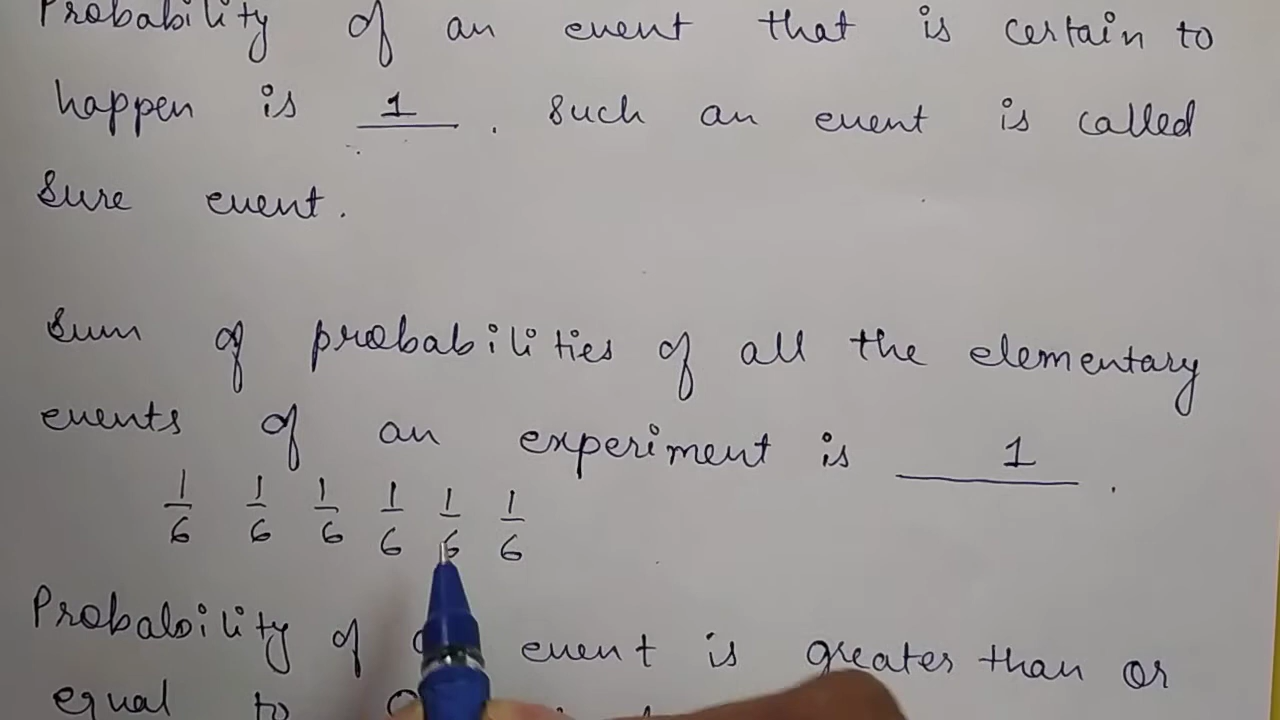 Probability of an event that is certain to
happen is 1 . Such an event is called
Sure event.
Sum of probabilities of all the elementary
events of an experiment is 1 .
1/6 1/6 1/6 1/6 1/6 1/6
Probability of event is greater than or
equal to